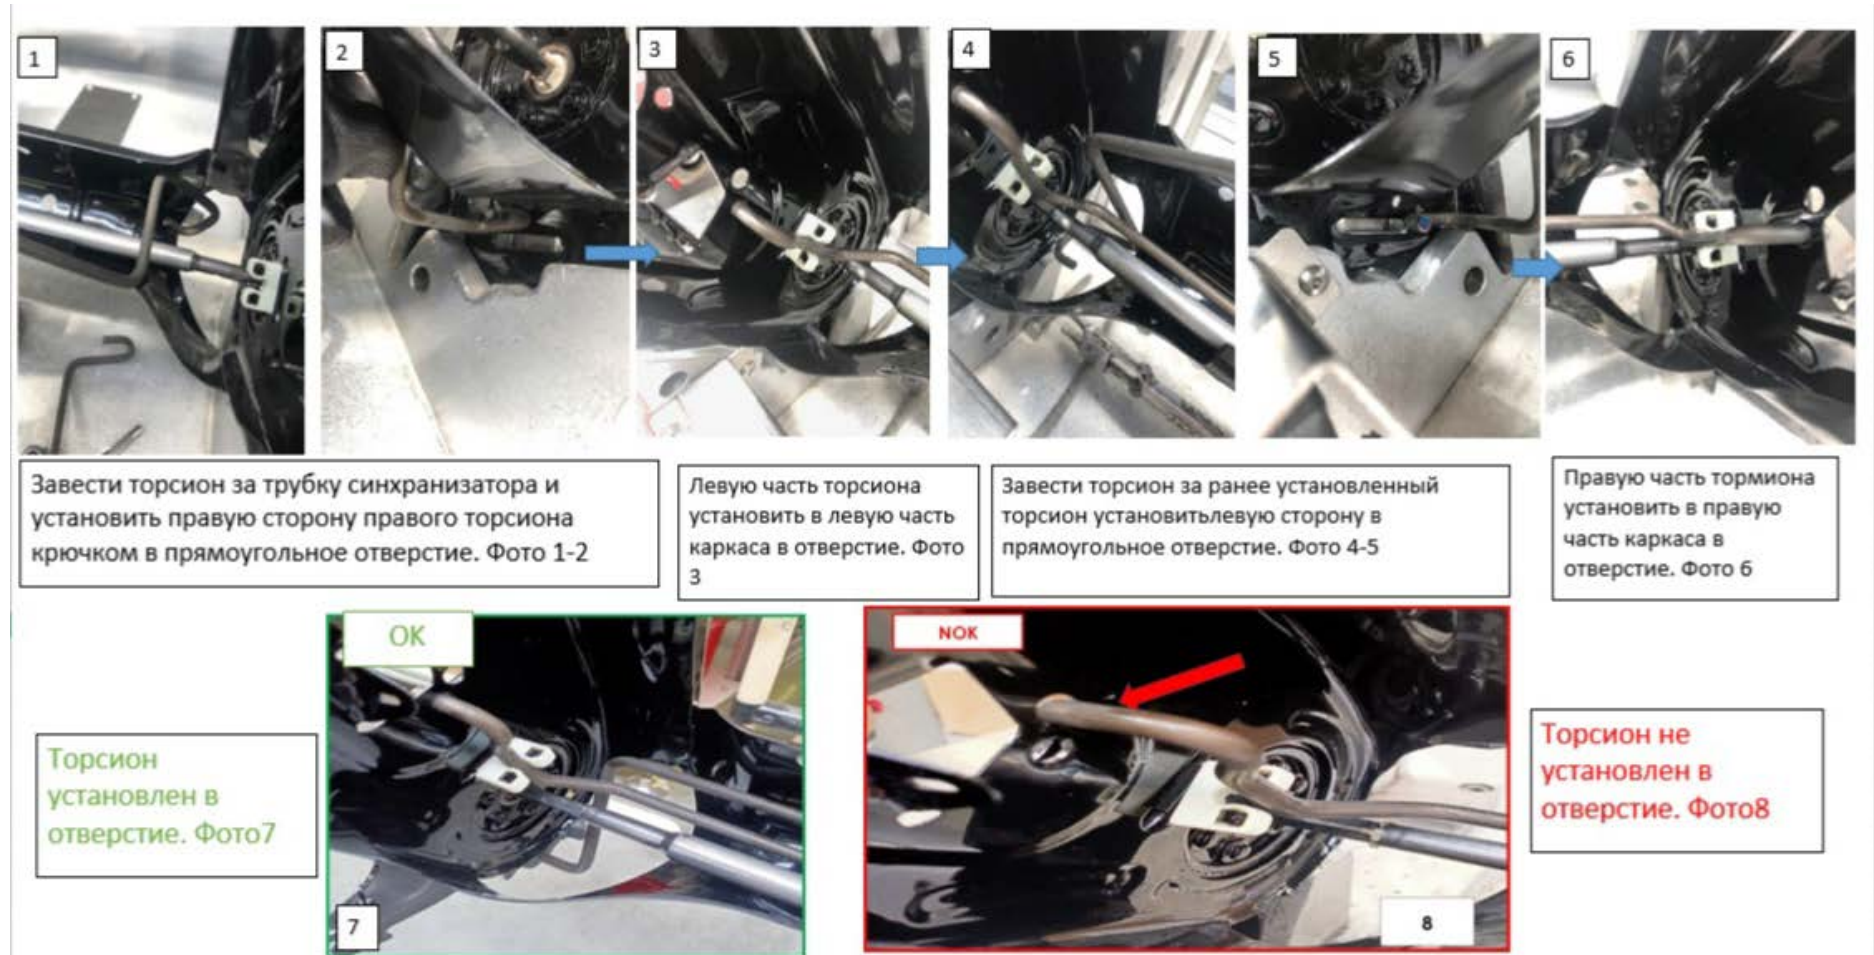 1
2
3
4
5
6
Завести торсион за трубку синхранизатора и
установить правую сторону правого торсиона
крючком в прямоугольное отверстие. Фото 1-2
Левую часть торсиона
установить в левую часть
каркаса в отверстие. Фото
3
Завести торсион за ранее установленный
торсион установитьлевую сторону в
прямоугольное отверстие. Фото 4-5
Правую часть тормиона
установить в правую
часть каркаса в
отверстие. Фото 6
OK
NOK
Торсион
установлен в
отверстие. Фото7
Торсион не
установлен в
отверстие. Фото8
7
8